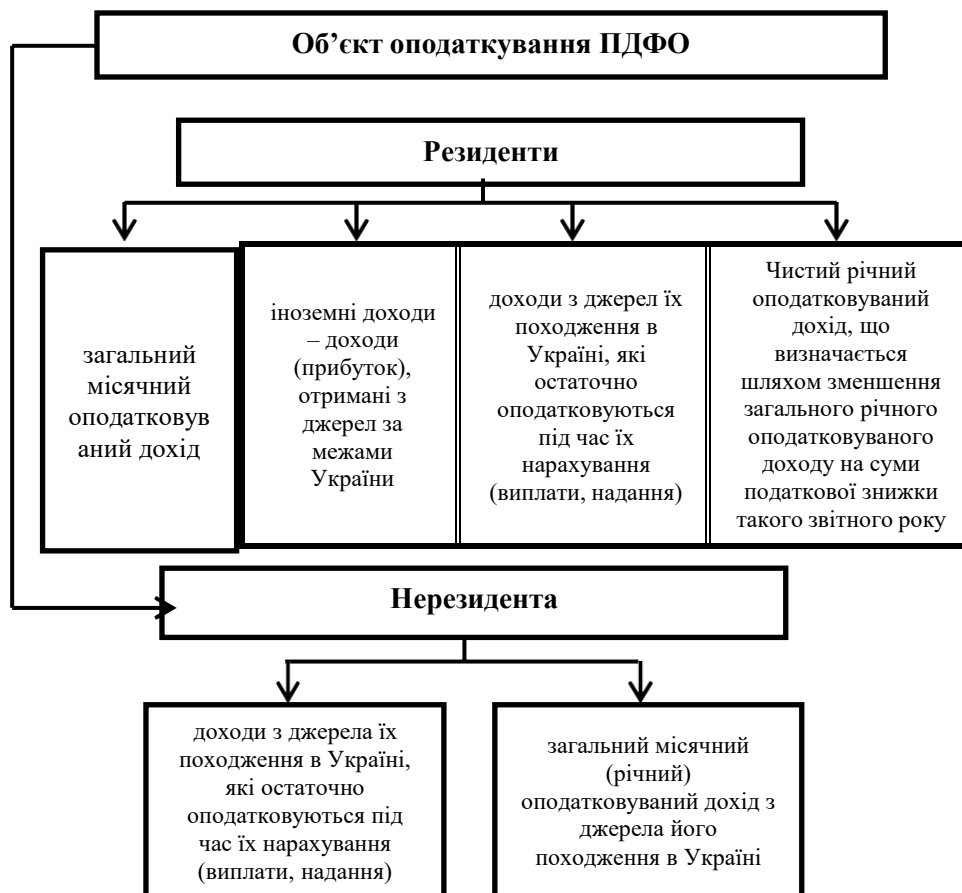 Об’єкт оподаткування ПДФО
Резиденти
загальний
місячний
оподатковув
аний дохід
іноземні доходи
– доходи
(прибуток),
отримані з
джерел за
межами
України
доходи з джерел їх
походження в
Україні, які
остаточно
оподатковуються
під час їх
нарахування
(виплати, надання)
Чистий річний
оподатковуваний
дохід, що
визначається
шляхом зменшення
загального річного
оподатковуваного
доходу на суми
податкової знижки
такого звітного року
Нерезидента
доходи з джерела їх
походження в Україні,
які остаточно
оподатковуються під
час їх нарахування
(виплати, надання)
загальний місячний
(річний)
оподатковуваний дохід з
джерела його
походження в Україні